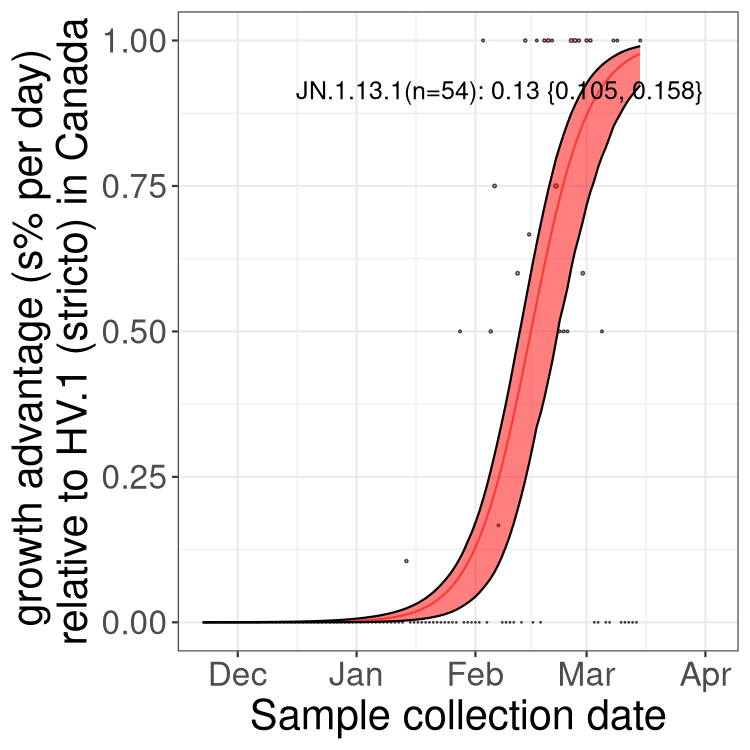 growth advantage (s% per day)
relative to HV.1 (stricto) in Canada
1.00
0.75
0.50
0.25
0.00
JN.1.13.1(n=54): 0.13 {0.105, 0.158}
Dec Jan Feb Mar Apr
Sample collection date